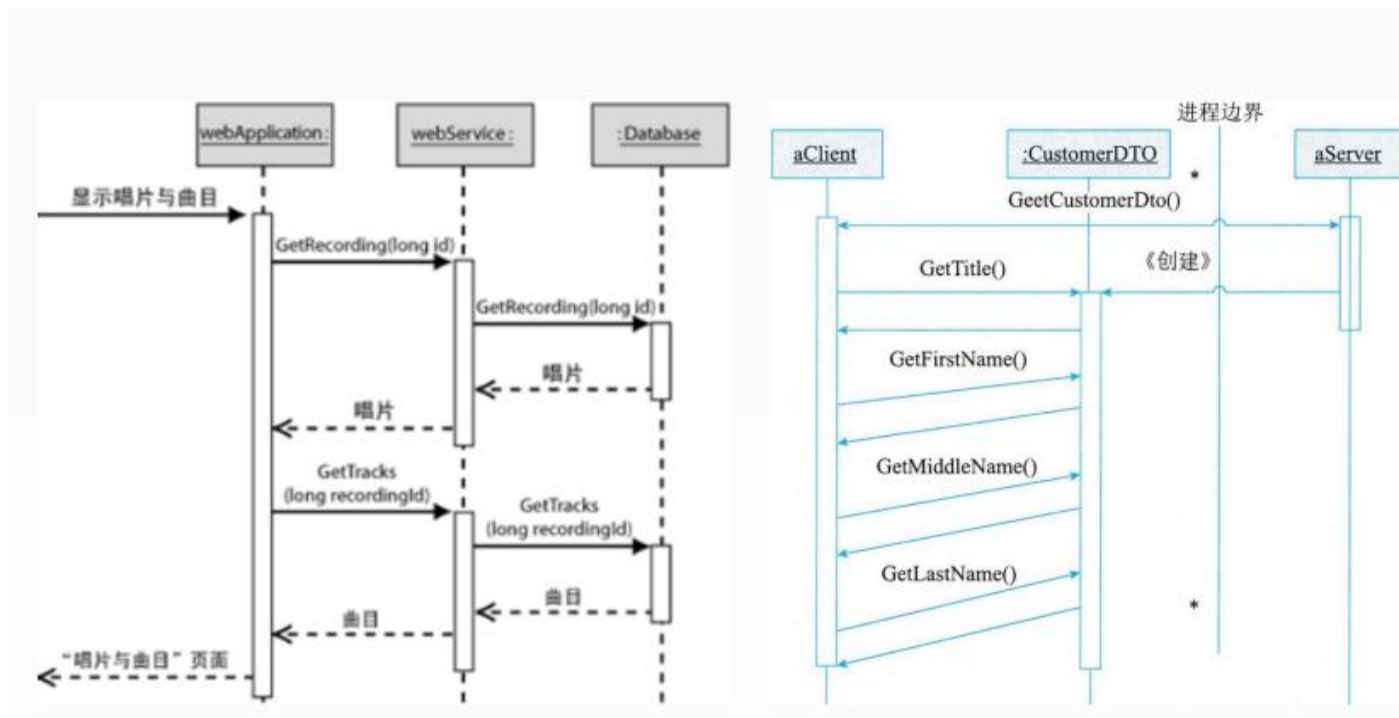 webApplication:
webService:
:Database
显示唱片与曲目
GetRecording(long id)
GetRecording(long id)
唱片
唱片
GetTracks
(long recordingId)
GetTracks
(long recordingId)
曲目
曲目
“唱片与曲目”页面
进程边界
aClient
:CustomerDTO
aServer
*
GeetCustomerDto()
GetTitle()
《创建》
GetFirstName()
GetMiddleName()
GetLastName()
*